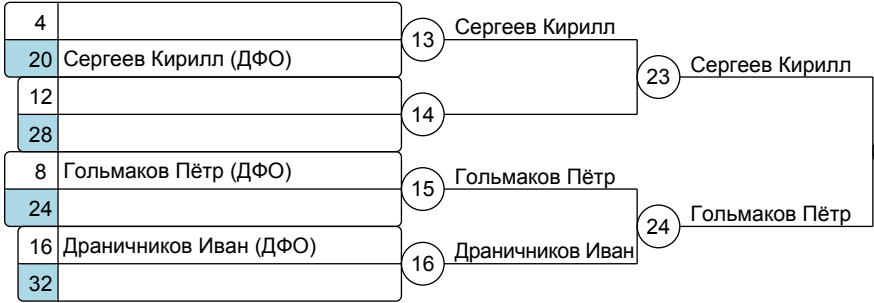 4
20 Сергеев Кирилл (ДФО)
13 Сергеев Кирилл
23 Сергеев Кирилл
12
28
14
8 Гольмаков Пётр (ДФО)
24
15 Гольмаков Пётр
24 Гольмаков Пётр
16 Драничников Иван (ДФО)
32
16 Драничников Иван